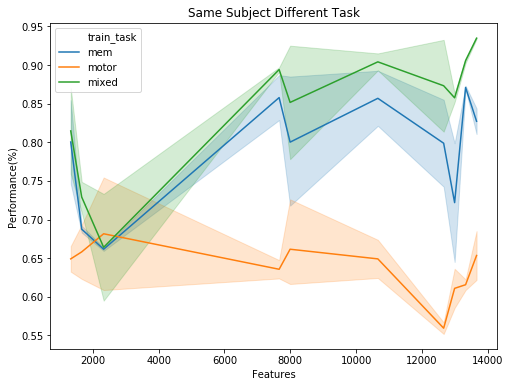 Same Subject Different Task
train_task
mem
motor
mixed
Performance(%)
0.95
0.90
0.85
0.80
0.75
0.70
0.65
0.60
0.55
2000 4000 6000 8000 10000 12000 14000
Features